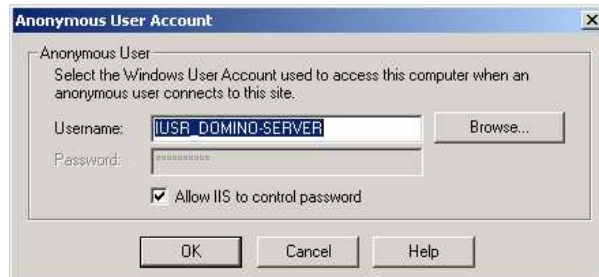 Anonymous User Account
Anonymous User
Select the Windows User Account used to access this computer when an
anonymous user connects to this site.
Username: IUSR_DOMINO-SERVER Browse...
Password: **********
Allow IIS to control password
OK Cancel Help